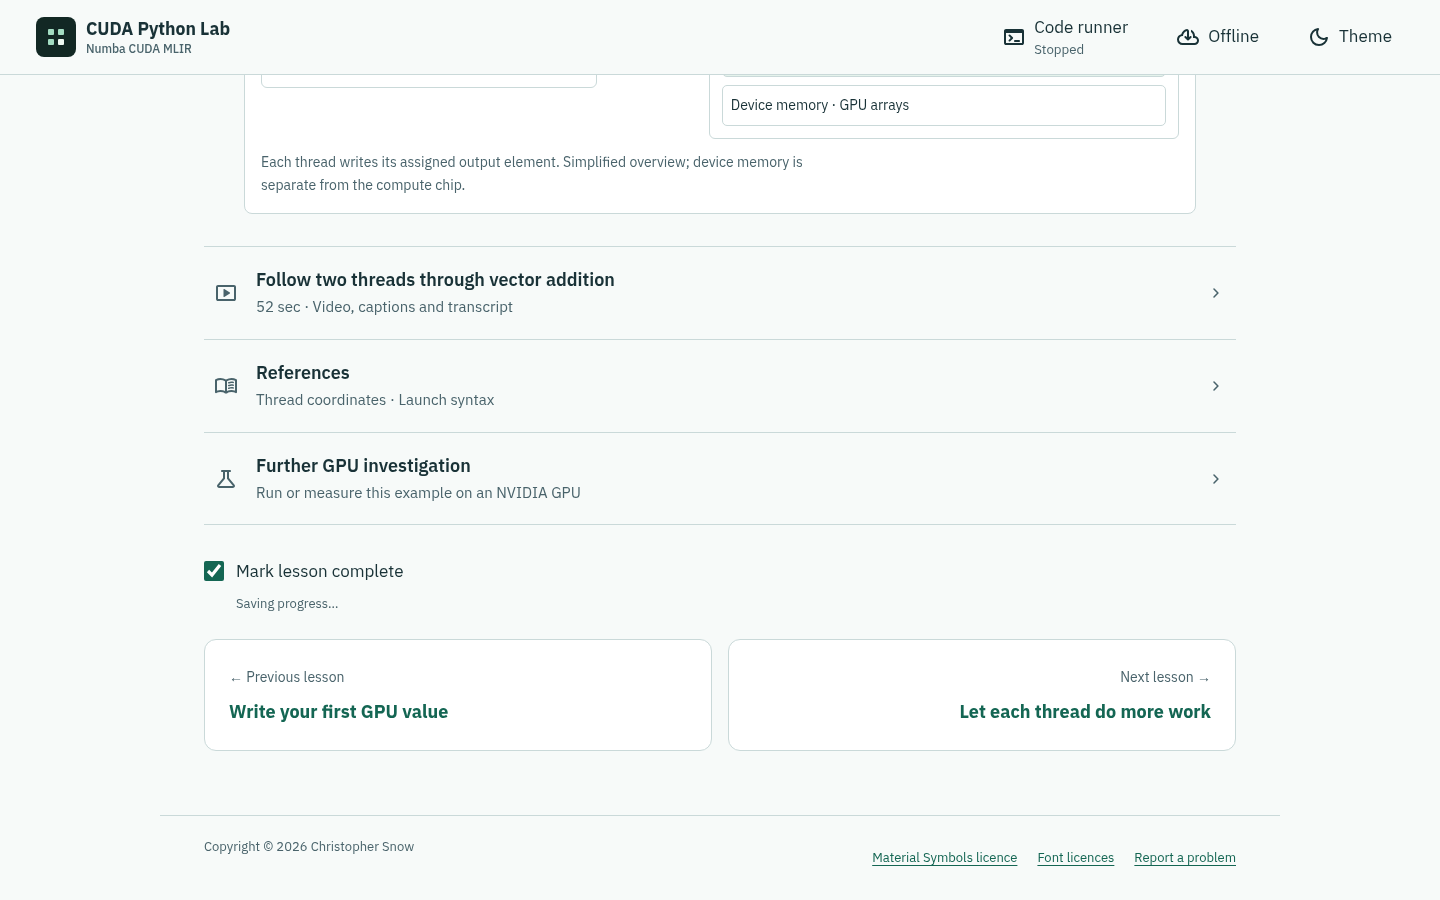 CUDA Python Lab
Numba CUDA MLIR
Code runner
Stopped
Offline
Theme
Device memory · GPU arrays
Each thread writes its assigned output element. Simplified overview; device memory is
separate from the compute chip.
Follow two threads through vector addition
52 sec · Video, captions and transcript
References
Thread coordinates · Launch syntax
Further GPU investigation
Run or measure this example on an NVIDIA GPU
Mark lesson complete
Saving progress…
← Previous lesson
Write your first GPU value
Next lesson →
Let each thread do more work
Copyright © 2026 Christopher Snow
Material Symbols licence
Font licences
Report a problem